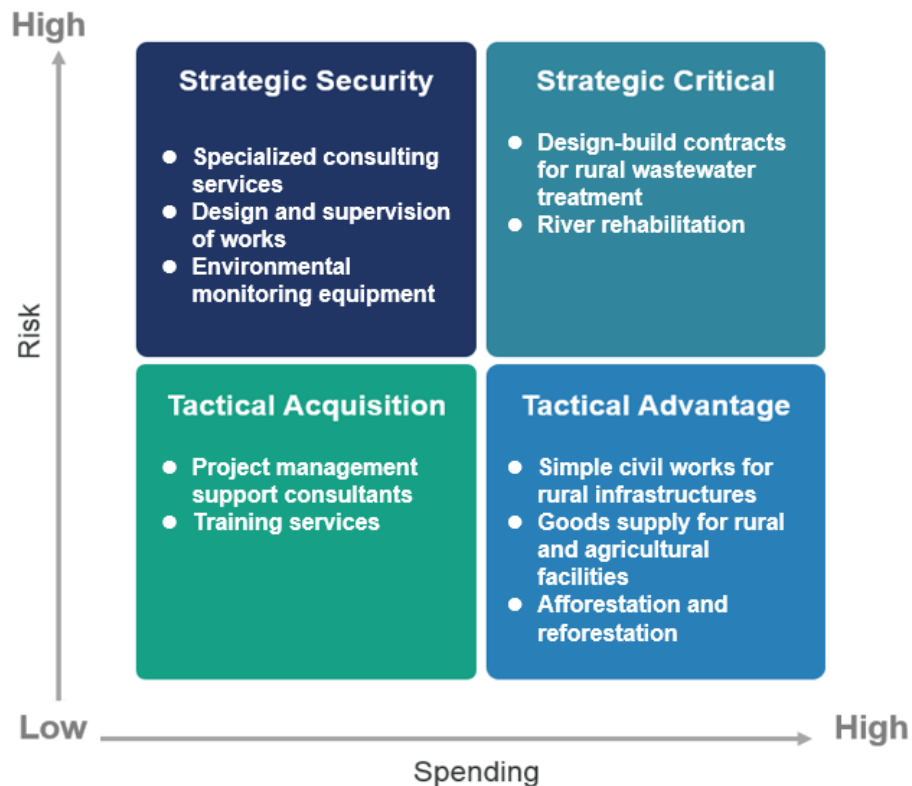 High
Strategic Security
● Specialized consulting
services
● Design and supervision
of works
● Environmental
monitoring equipment
Strategic Critical
● Design-build contracts
for rural wastewater
treatment
● River rehabilitation
Risk
Tactical Acquisition
● Project management
support consultants
● Training services
Tactical Advantage
● Simple civil works for
rural infrastructures
● Goods supply for rural
and agricultural
facilities
● Afforestation and
reforestation
Low
High
Spending